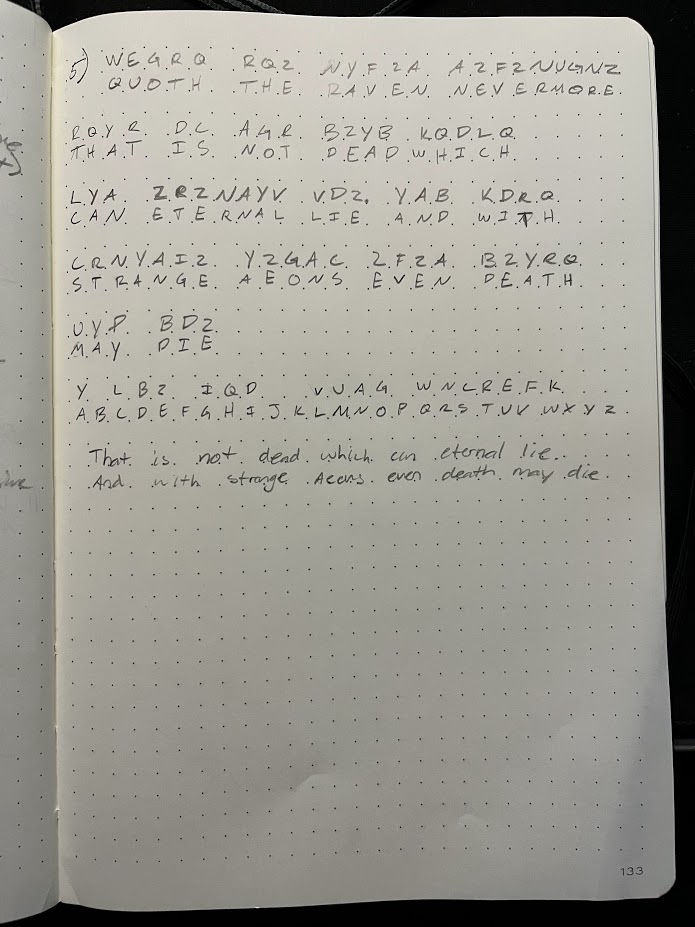 5) WEGRQ RQZ NYFZA AZFZNUGNZ
QUOTH THE RAVEN NEVERMORE
RQYR DC AGR BZYB KQDLQ
THAT IS NOT DEAD WHICH
LYA ZRZNAYV VDZ YAB KDRQ
CAN ETERNAL LIE AND WITH
CRNYAIZ YZGAC ZFZA BZYRQ
STRANGE AEONS EVEN DEATH
UYP BDZ
MAY DIE
Y L B Z I Q D V U A G W N C R E F K
A B C D E F G H I J K L M N O P Q R S T U V W X Y Z
That is not dead which can eternal lie.
And with strange Aeons even death may die.
133